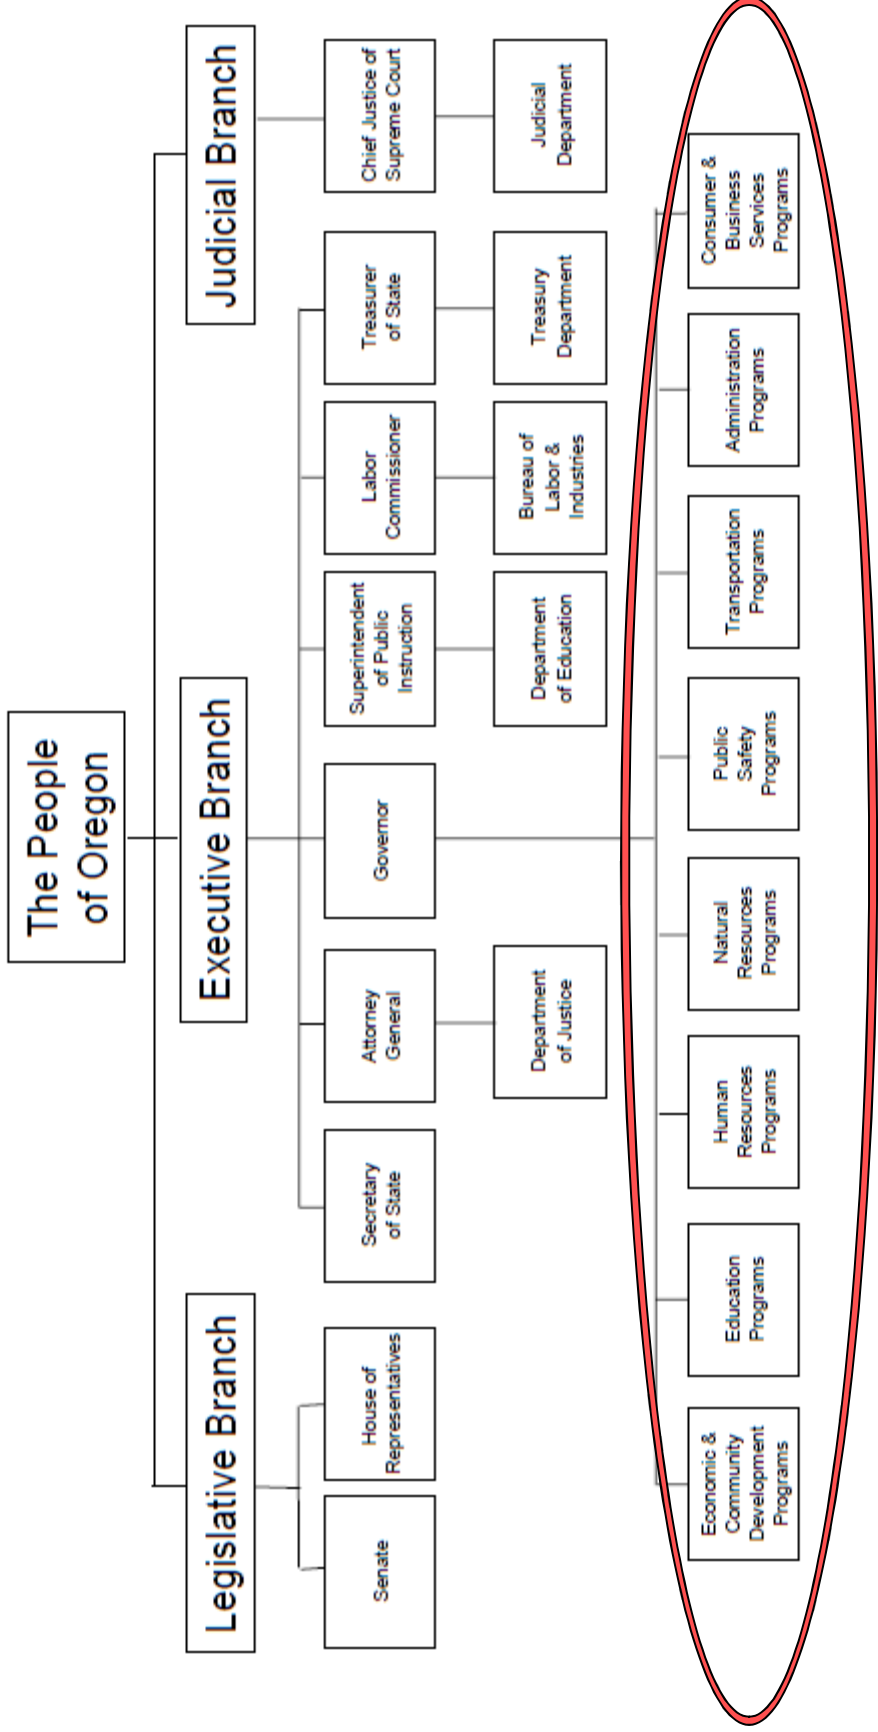 The People
of Oregon
Legislative Branch
Executive Branch
Judicial Branch
Senate
House of
Representatives
Secretary
of State
Attorney
General
Governor
Superintendent
of Public
Instruction
Labor
Commissioner
Treasurer
of State
Chief Justice of
Supreme Court
Department
of Justice
Department
of Education
Bureau of
Labor &
Industries
Treasury
Department
Judicial
Department
Economic &
Community
Development
Programs
Education
Programs
Human
Resources
Programs
Natural
Resources
Programs
Public
Safety
Programs
Transportation
Programs
Administration
Programs
Consumer &
Business
Services
Programs